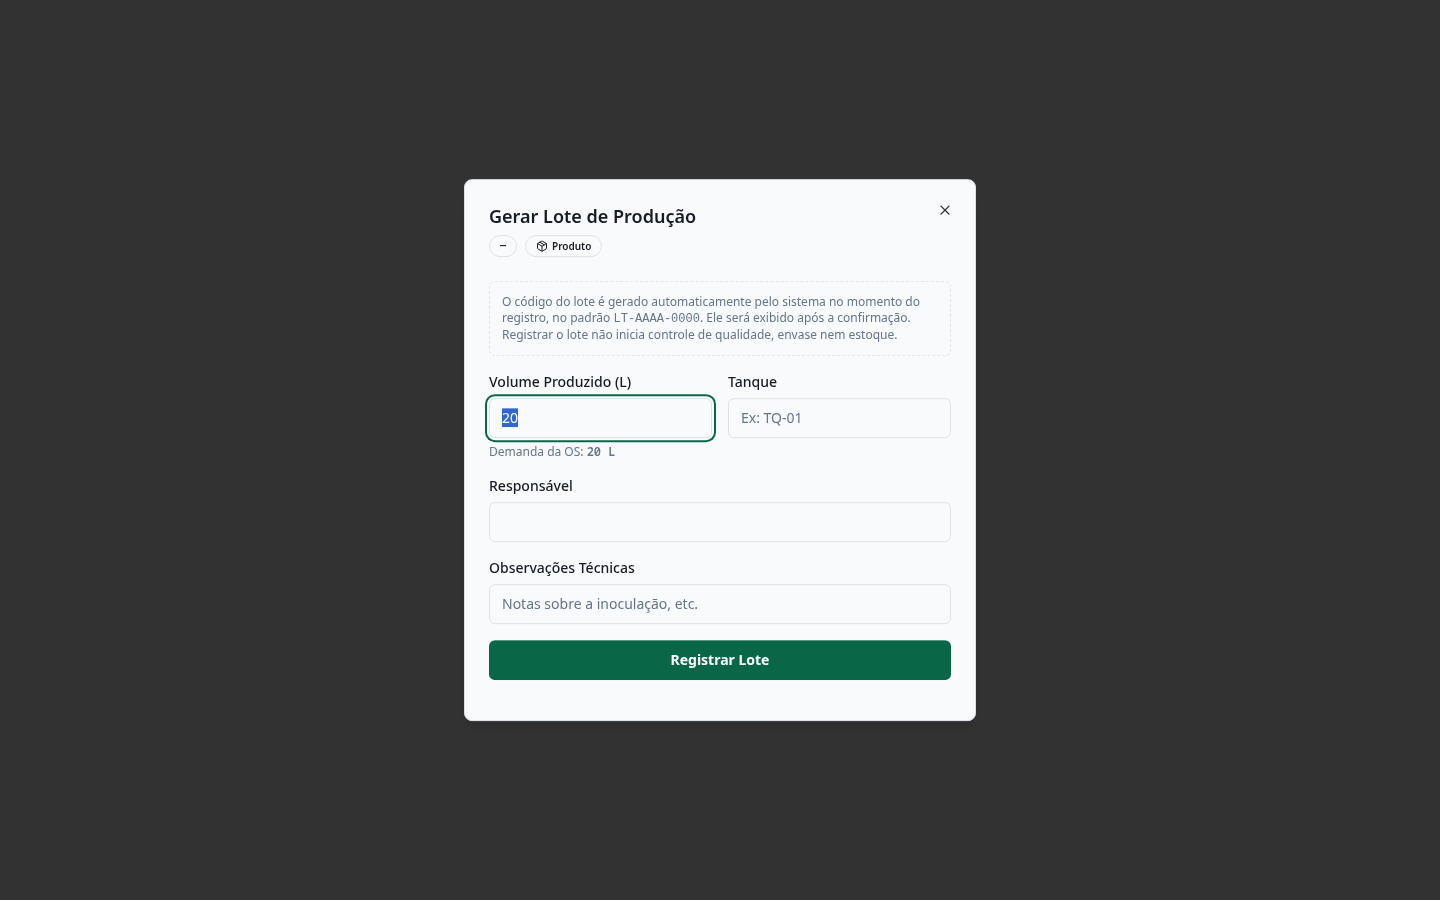 Gerar Lote de Produção
– Produto
O código do lote é gerado automaticamente pelo sistema no momento do
registro, no padrão LT-AAAA-0000. Ele será exibido após a confirmação.
Registrar o lote não inicia controle de qualidade, envase nem estoque.
Volume Produzido (L)
20
Demanda da OS: 20 L
Tanque
Ex: TQ-01
Responsável
Observações Técnicas
Notas sobre a inoculação, etc.
Registrar Lote